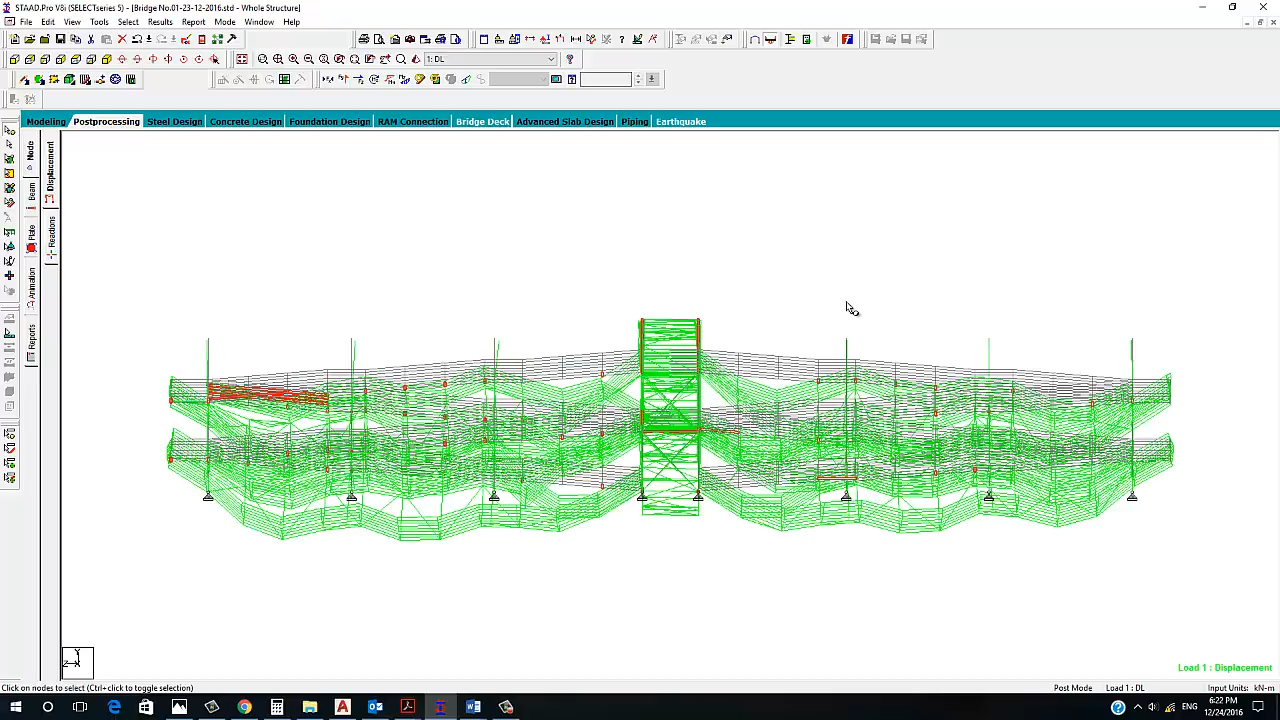 STAAD.Pro V8i (SELECTseries 5) - [Bridge No.01-23-12-2016.std - Whole Structure]
File Edit View Tools Select Results Report Mode Window Help
1: DL
Modeling Postprocessing Steel Design Concrete Design Foundation Design RAM Connection Bridge Deck Advanced Slab Design Piping Earthquake
Node
Beam
Plate
Animation
Reports
Displacement
Reactions
Y
Z X
Load 1 : Displacement
Click on nodes to select (Ctrl+click to toggle selection)
Post Mode Load 1 : DL Input Units: kN-m
ENG
6:22 PM
12/24/2016